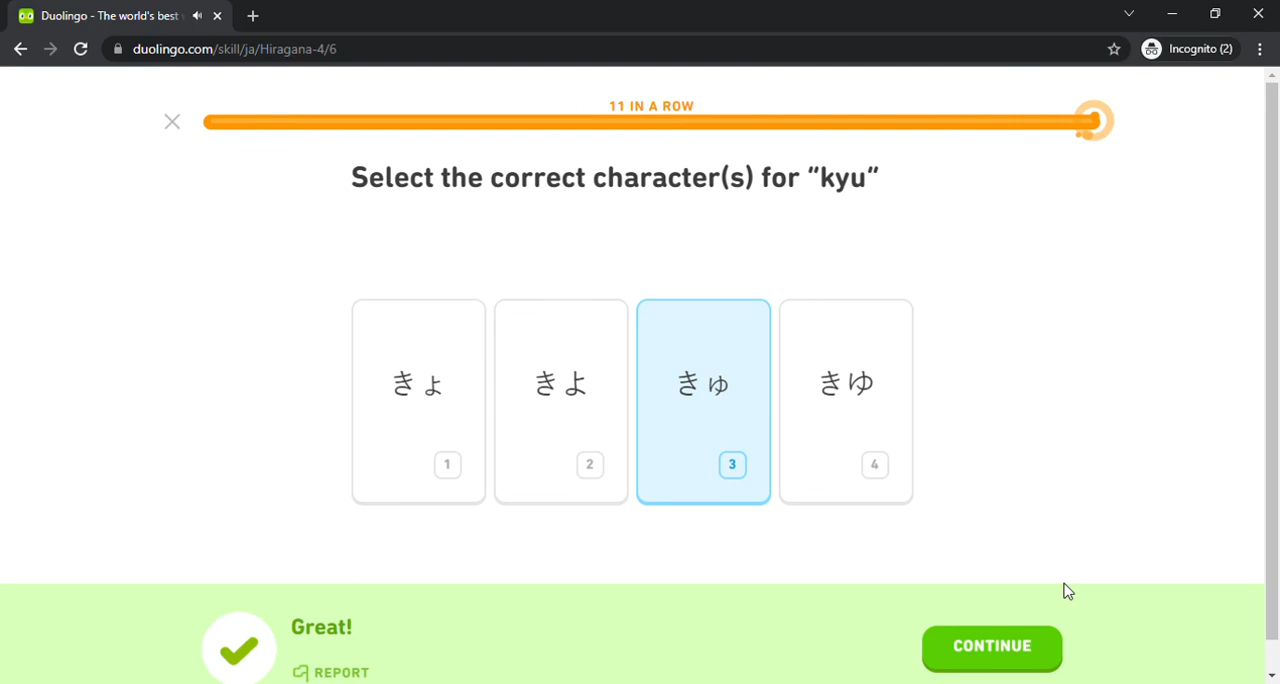 Duolingo - The world's best
duolingo.com/skill/ja/Hiragana-4/6
Incognito (2)
11 IN A ROW
Select the correct character(s) for "kyu"
きょ
きよ
きゅ
きゆ
1
2
3
4
Great!
REPORT
CONTINUE